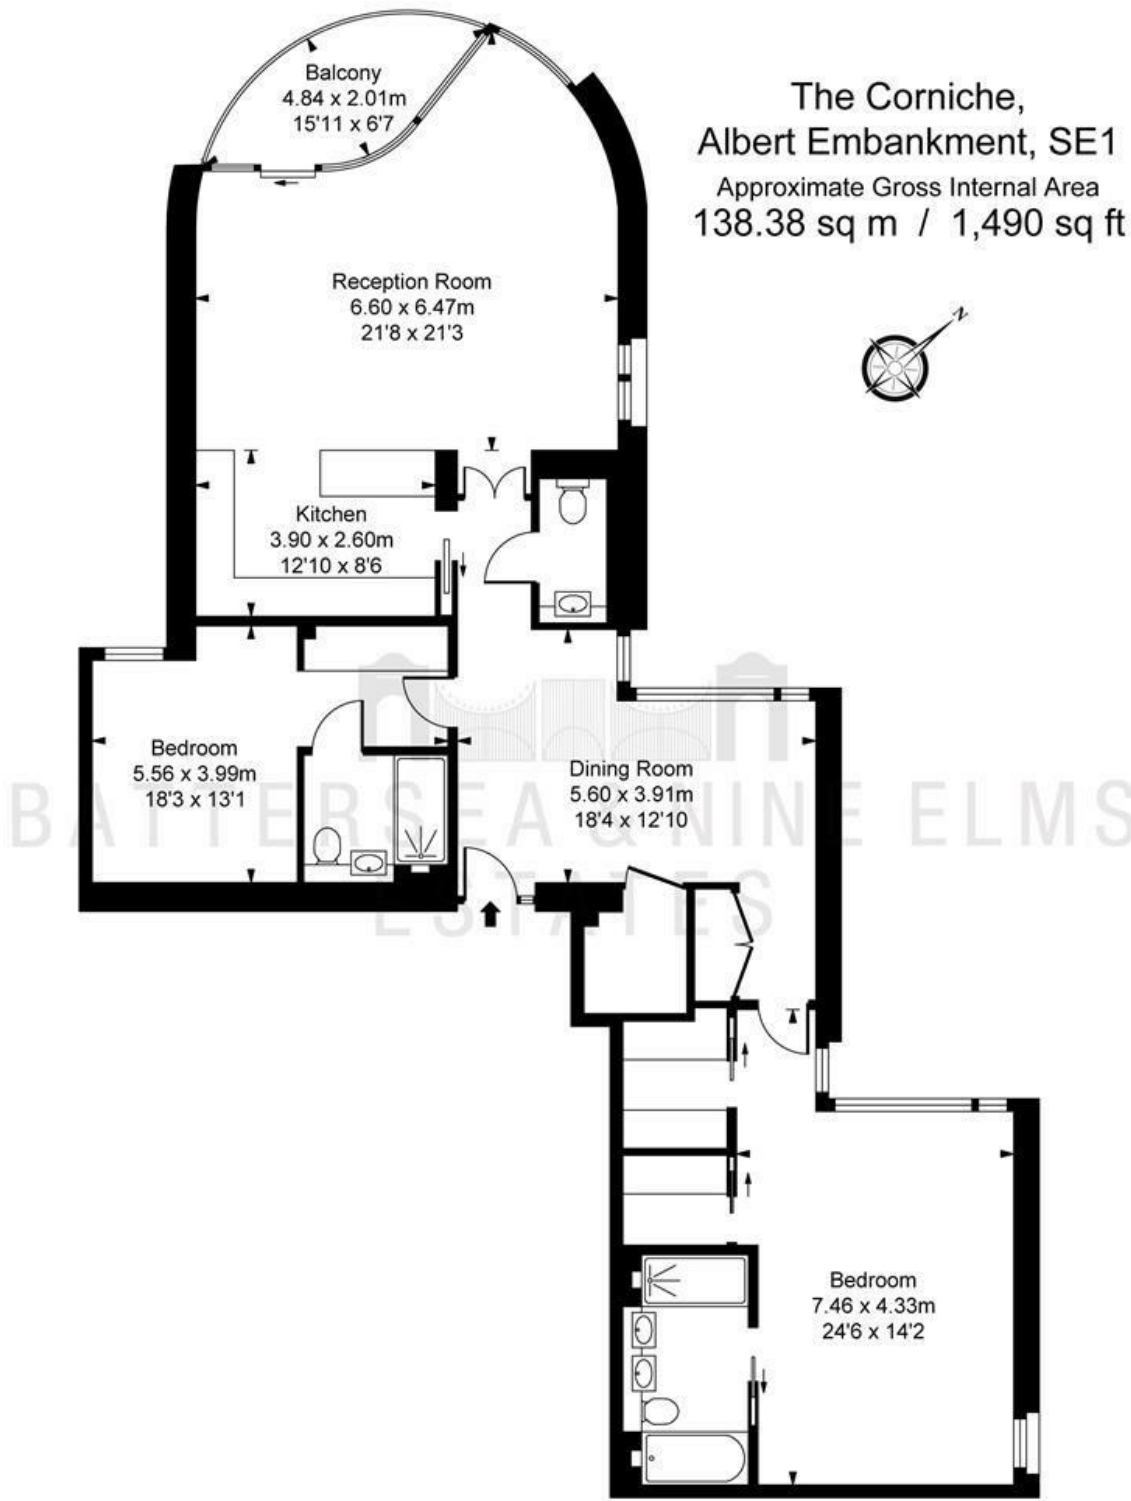 The Corniche,
Albert Embankment, SE1
Approximate Gross Internal Area
138.38 sq m / 1,490 sq ft
N
Balcony
4.84 x 2.01m
15'11 x 6'7
Reception Room
6.60 x 6.47m
21'8 x 21'3
Kitchen
3.90 x 2.60m
12'10 x 8'6
Bedroom
5.56 x 3.99m
18'3 x 13'1
Dining Room
5.60 x 3.91m
18'4 x 12'10
BATTERSEA & NINE ELMS
ESTATES
Bedroom
7.46 x 4.33m
24'6 x 14'2